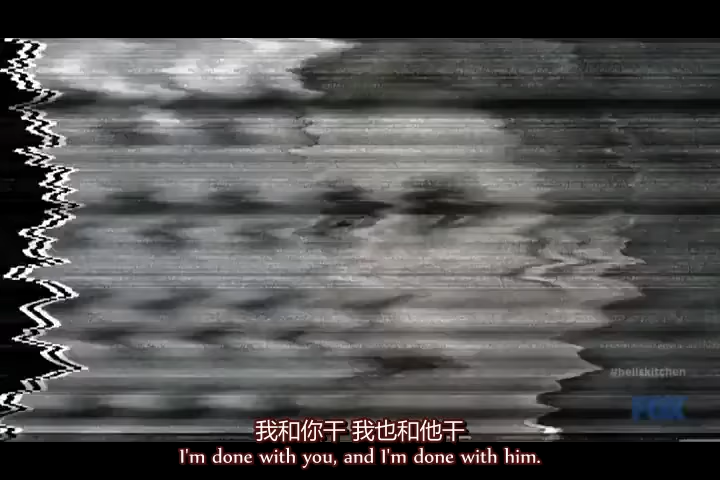 #hellskitchen
FOX
我和你干 我也和他干
I'm done with you, and I'm done with him.